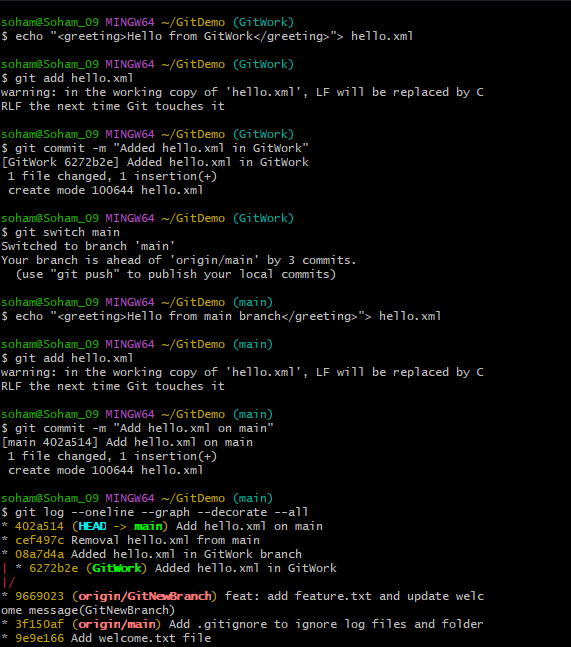 soham@Soham_09 MINGW64 ~/GitDemo (GitWork)
$ echo "<greeting>Hello from GitWork</greeting>"> hello.xml
soham@Soham_09 MINGW64 ~/GitDemo (GitWork)
$ git add hello.xml
warning: in the working copy of 'hello.xml', LF will be replaced by C
RLF the next time Git touches it
soham@Soham_09 MINGW64 ~/GitDemo (GitWork)
$ git commit -m "Added hello.xml in GitWork"
[GitWork 6272b2e] Added hello.xml in GitWork
 1 file changed, 1 insertion(+)
 create mode 100644 hello.xml
soham@Soham_09 MINGW64 ~/GitDemo (GitWork)
$ git switch main
Switched to branch 'main'
Your branch is ahead of 'origin/main' by 3 commits.
  (use "git push" to publish your local commits)
soham@Soham_09 MINGW64 ~/GitDemo (main)
$ echo "<greeting>Hello from main branch</greeting>"> hello.xml
soham@Soham_09 MINGW64 ~/GitDemo (main)
$ git add hello.xml
warning: in the working copy of 'hello.xml', LF will be replaced by C
RLF the next time Git touches it
soham@Soham_09 MINGW64 ~/GitDemo (main)
$ git commit -m "Add hello.xml on main"
[main 402a514] Add hello.xml on main
 1 file changed, 1 insertion(+)
 create mode 100644 hello.xml
soham@Soham_09 MINGW64 ~/GitDemo (main)
$ git log --oneline --graph --decorate --all
* 402a514 (HEAD -> main) Add hello.xml on main
* cef497c Removal hello.xml from main
* 08a7d4a Added hello.xml in GitWork branch
| * 6272b2e (GitWork) Added hello.xml in GitWork
|/
* 9669023 (origin/GitNewBranch) feat: add feature.txt and update welc
ome message(GitNewBranch)
* 3f150af (origin/main) Add .gitignore to ignore log files and folder
* 9e9e166 Add welcome.txt file